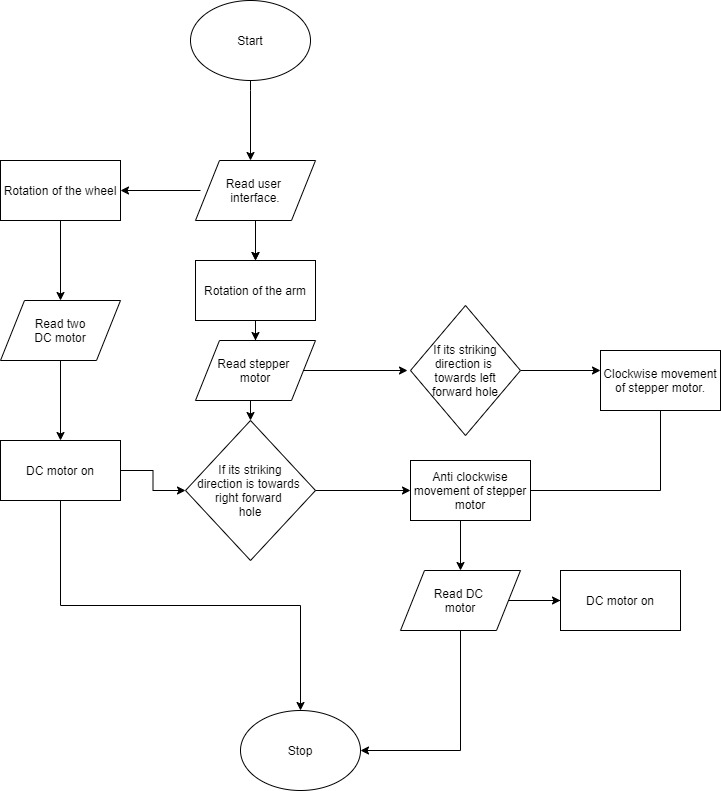 Start
Read user
interface.
Rotation of the wheel
Rotation of the arm
Read two
DC motor
Read stepper
motor
If its striking
direction is
towards left
forward hole.
Clockwise movement
of stepper motor.
DC motor on
If its striking
direction is towards
right forward
hole
Anti clockwise
movement of stepper
motor
Read DC
motor
DC motor on
Stop